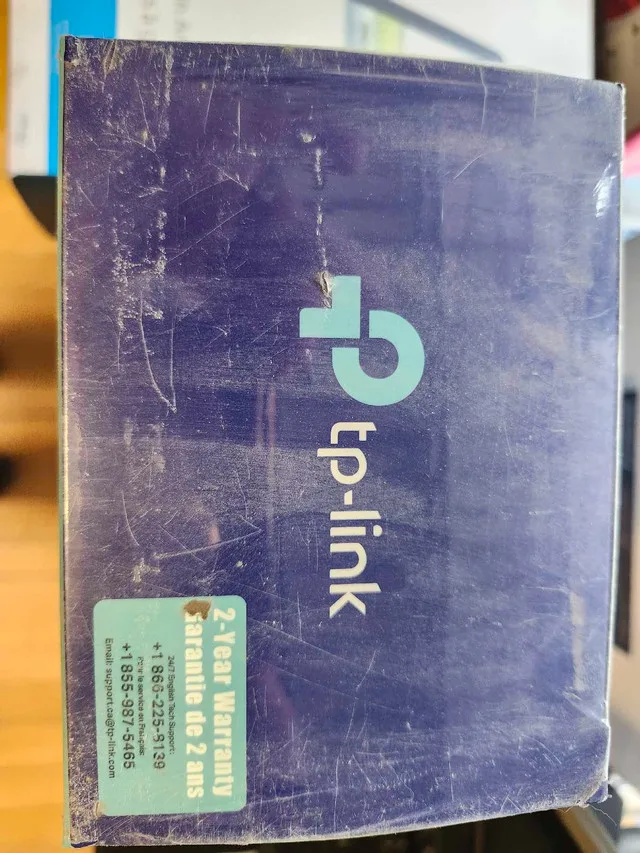 tp-link
2-Year Warranty
Garantie de 2 ans
24/7 English Tech Support:
+1 866-225-8139
Pour le service en Français:
+1 855-987-5465
Email: support.ca@tp-link.com